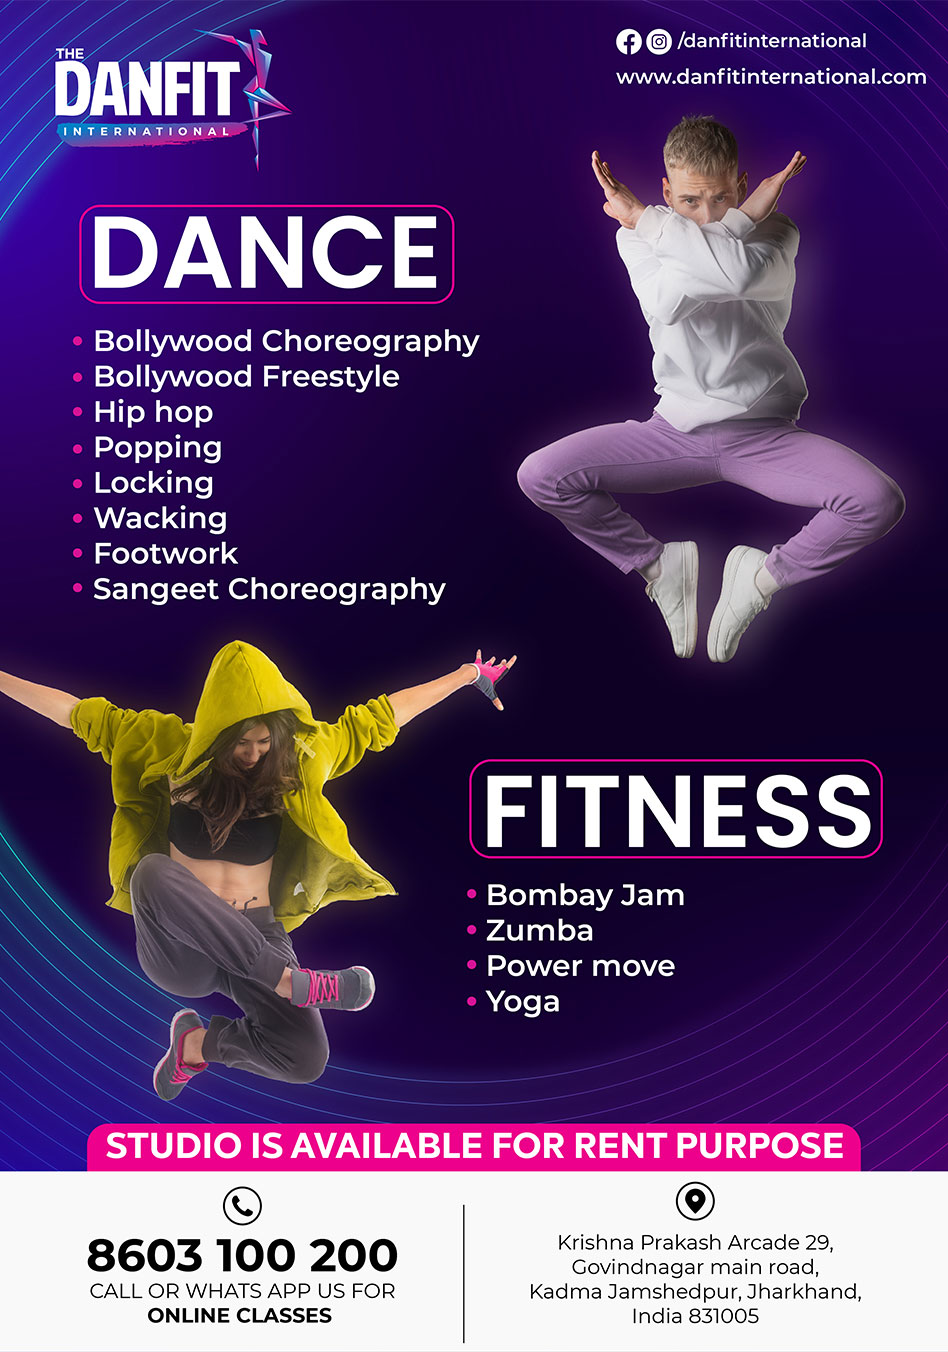 THE
DANFIT
INTERNATIONAL
/danfitinternational
www.danfitinternational.com
DANCE
• Bollywood Choreography
• Bollywood Freestyle
• Hip hop
• Popping
• Locking
• Wacking
• Footwork
• Sangeet Choreography
FITNESS
• Bombay Jam
• Zumba
• Power move
• Yoga
STUDIO IS AVAILABLE FOR RENT PURPOSE
8603 100 200
CALL OR WHATS APP US FOR
ONLINE CLASSES
Krishna Prakash Arcade 29,
Govindnagar main road,
Kadma Jamshedpur, Jharkhand,
India 831005